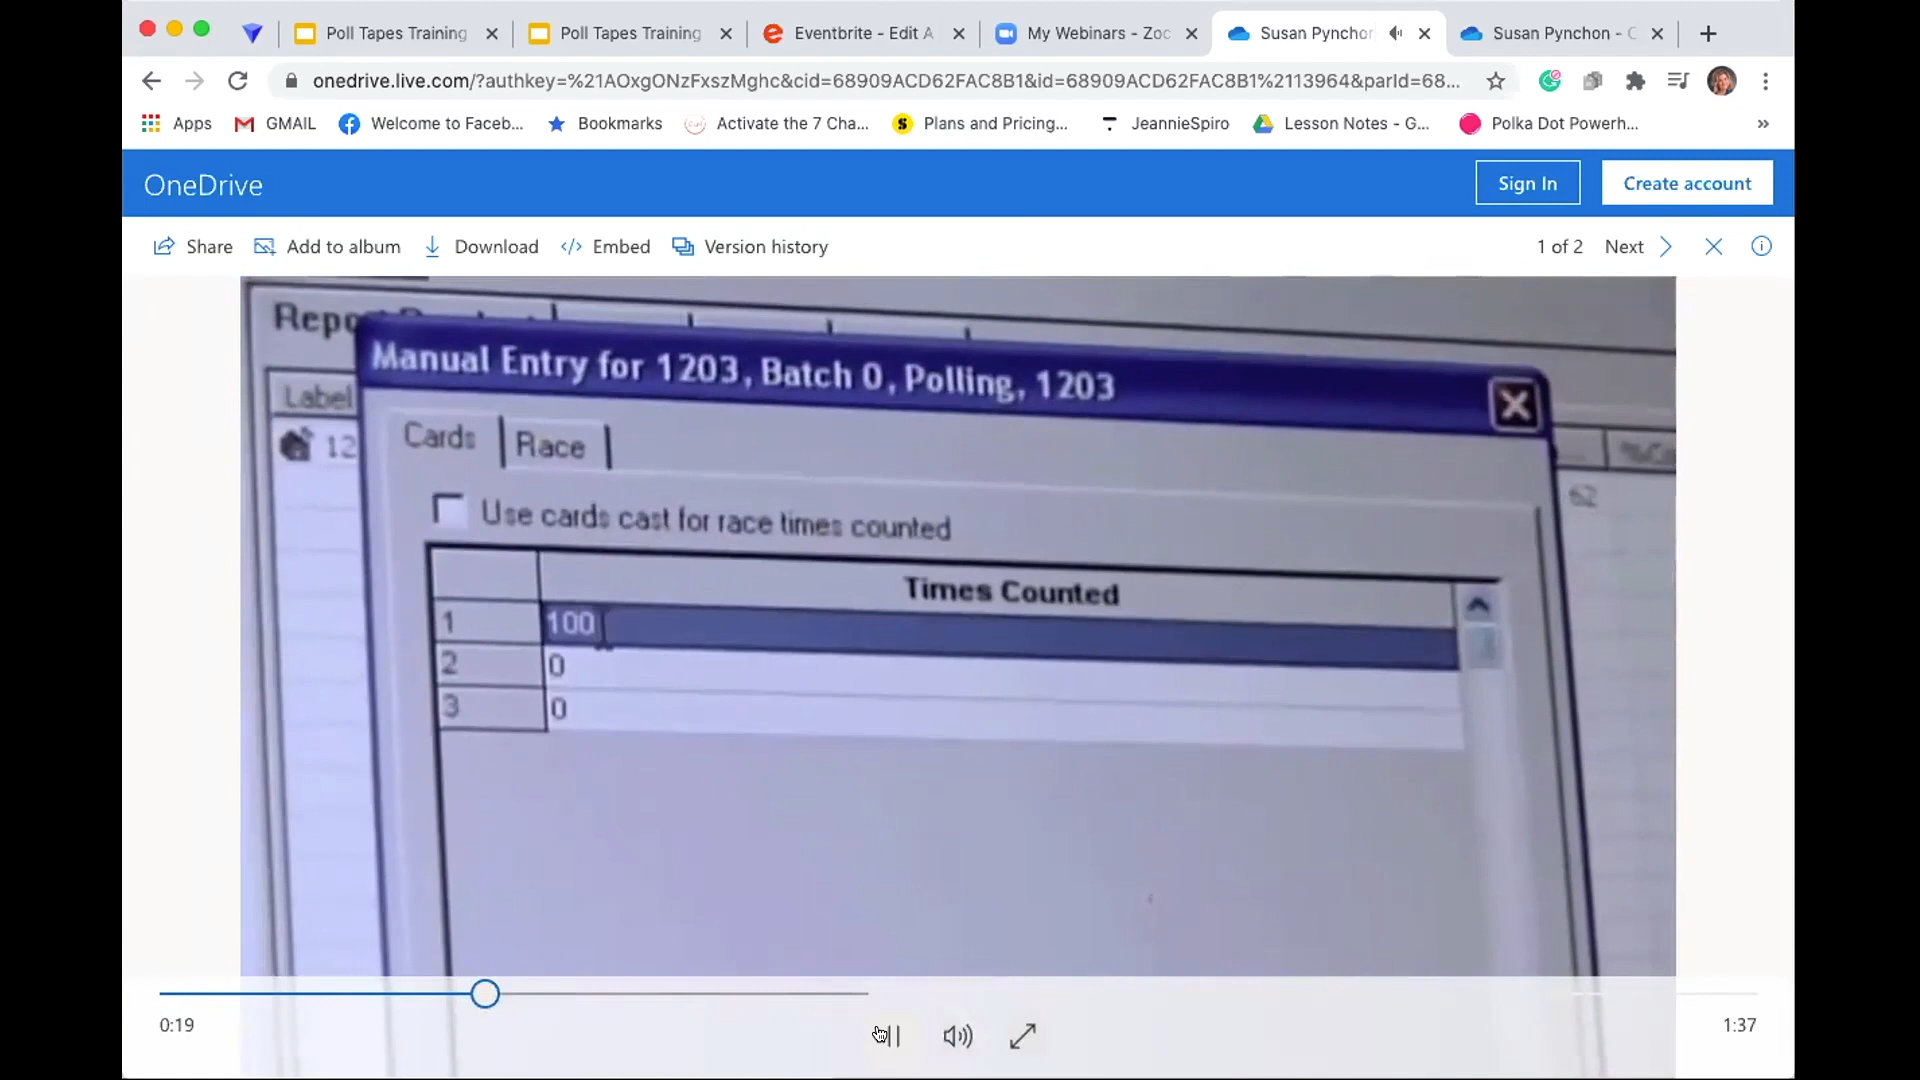 Poll Tapes Training
Poll Tapes Training
Eventbrite - Edit A
My Webinars - Zoo
Susan Pynchon
Susan Pynchon - C
onedrive.live.com/?authkey=%21AOxgONzFxszMghc&cid=68909ACD62FAC8B1&id=68909ACD62FAC8B1%2113964&parId=68...
Apps GMAIL Welcome to Faceb... Bookmarks Activate the 7 Cha... Plans and Pricing... JeannieSpiro Lesson Notes - G... Polka Dot Powerh... »
OneDrive Sign In Create account
Share Add to album Download Embed Version history 1 of 2 Next
Manual Entry for 1203, Batch 0, Polling, 1203
Label
Cards Race
12
62
Use cards cast for race times counted
Times Counted
1 100
2 0
3 0
0:19 1:37